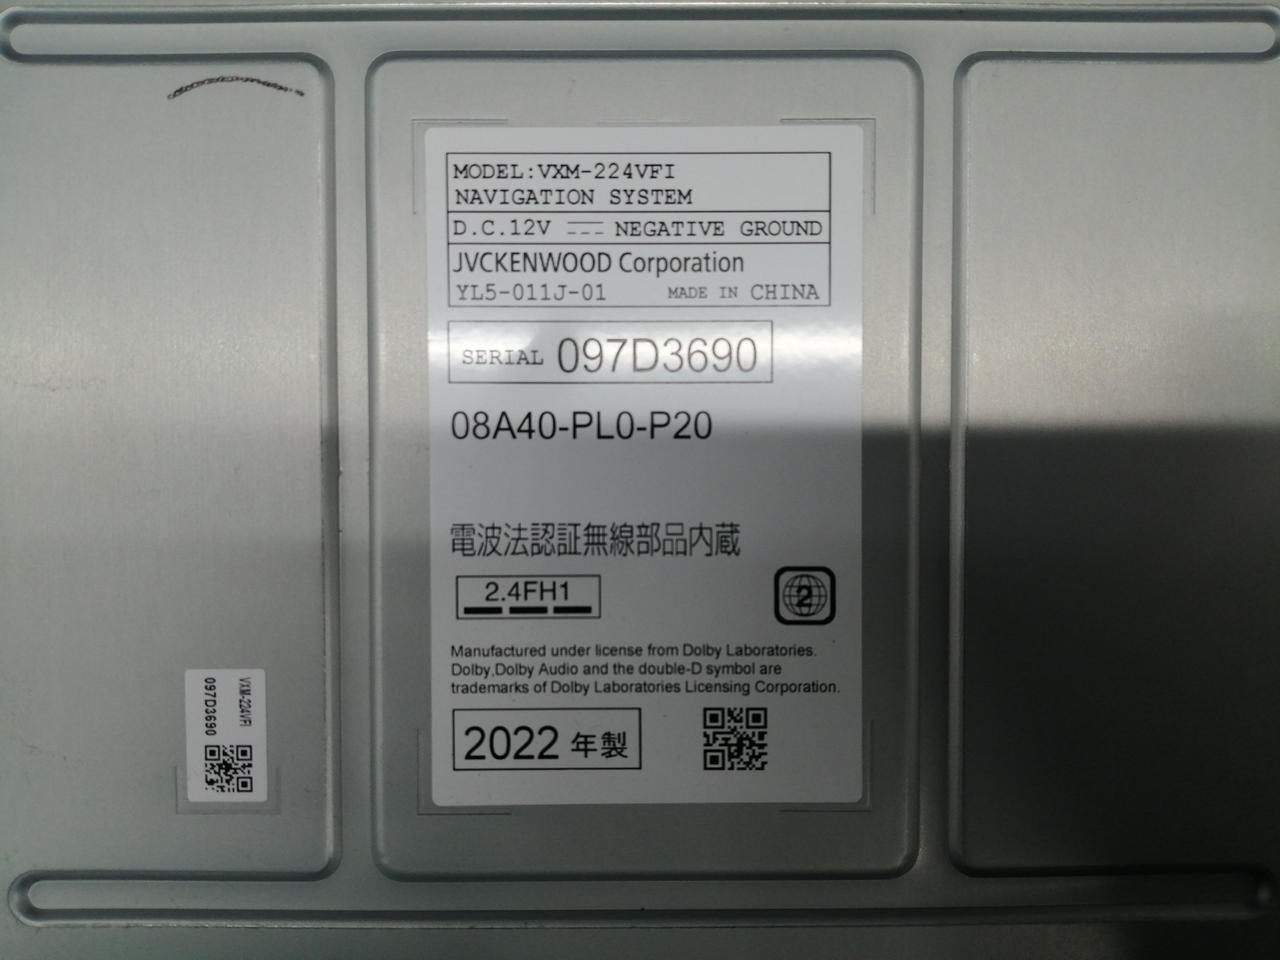 MODEL:VXM-224VFI
NAVIGATION SYSTEM
D.C.12V NEGATIVE GROUND
JVCKENWOOD Corporation
YL5-011J-01 MADE IN CHINA
SERIAL 097D3690
08A40-PL0-P20
電波法認証無線部品内蔵
2.4FH1
2
Manufactured under license from Dolby Laboratories.
Dolby,Dolby Audio and the double-D symbol are
trademarks of Dolby Laboratories Licensing Corporation.
2022 年製
VXM-224VFI
097D3690